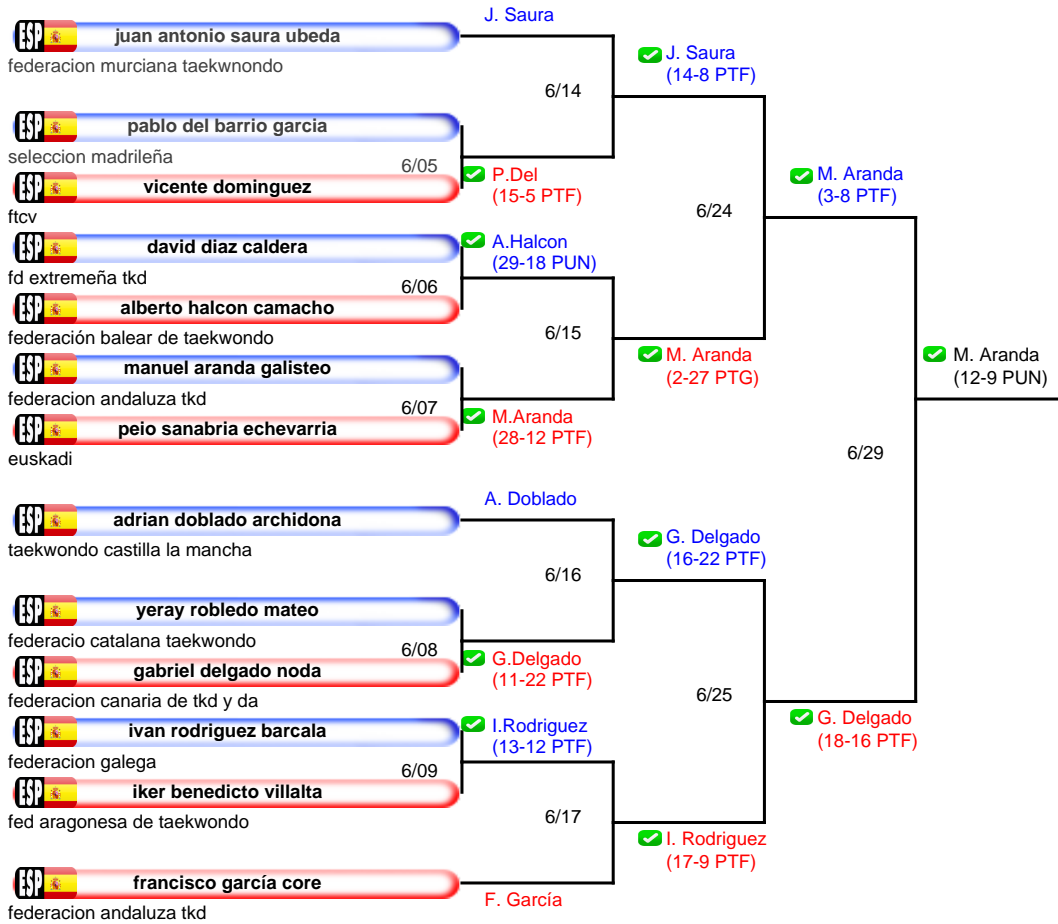 J. Saura
ESP juan antonio saura ubeda
federacion murciana taekwnondo
6/14
J. Saura
(14-8 PTF)
ESP pablo del barrio garcia
seleccion madrileña
6/05
P.Del
(15-5 PTF)
ESP vicente dominguez
ftcv
6/24
M. Aranda
(3-8 PTF)
ESP david diaz caldera
fd extremeña tkd
A.Halcon
(29-18 PUN)
6/06
ESP alberto halcon camacho
federación balear de taekwondo
6/15
ESP manuel aranda galisteo
federacion andaluza tkd
M. Aranda
(2-27 PTG)
M. Aranda
(12-9 PUN)
6/07
ESP peio sanabria echevarria
euskadi
M.Aranda
(28-12 PTF)
6/29
A. Doblado
ESP adrian doblado archidona
taekwondo castilla la mancha
6/16
G. Delgado
(16-22 PTF)
ESP yeray robledo mateo
federacio catalana taekwondo
6/08
G.Delgado
(11-22 PTF)
ESP gabriel delgado noda
federacion canaria de tkd y da
6/25
G. Delgado
(18-16 PTF)
ESP ivan rodriguez barcala
federacion galega
I.Rodriguez
(13-12 PTF)
6/09
ESP iker benedicto villalta
fed aragonesa de taekwondo
6/17
I. Rodriguez
(17-9 PTF)
ESP francisco garcía core
federacion andaluza tkd
F. García